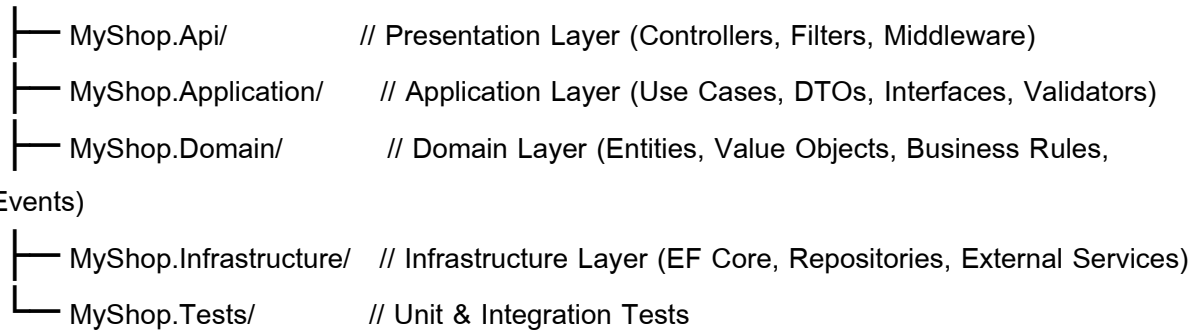 ├── MyShop.Api/ // Presentation Layer (Controllers, Filters, Middleware)
├── MyShop.Application/ // Application Layer (Use Cases, DTOs, Interfaces, Validators)
├── MyShop.Domain/ // Domain Layer (Entities, Value Objects, Business Rules,
Events)
├── MyShop.Infrastructure/ // Infrastructure Layer (EF Core, Repositories, External Services)
└── MyShop.Tests/ // Unit & Integration Tests